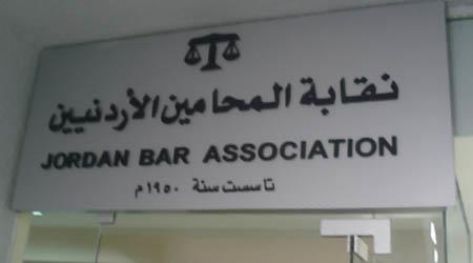 نقابة المحامين الأردنيين
JORDAN BAR ASSOCIATION
تاسست سنة ١٩٥٠م